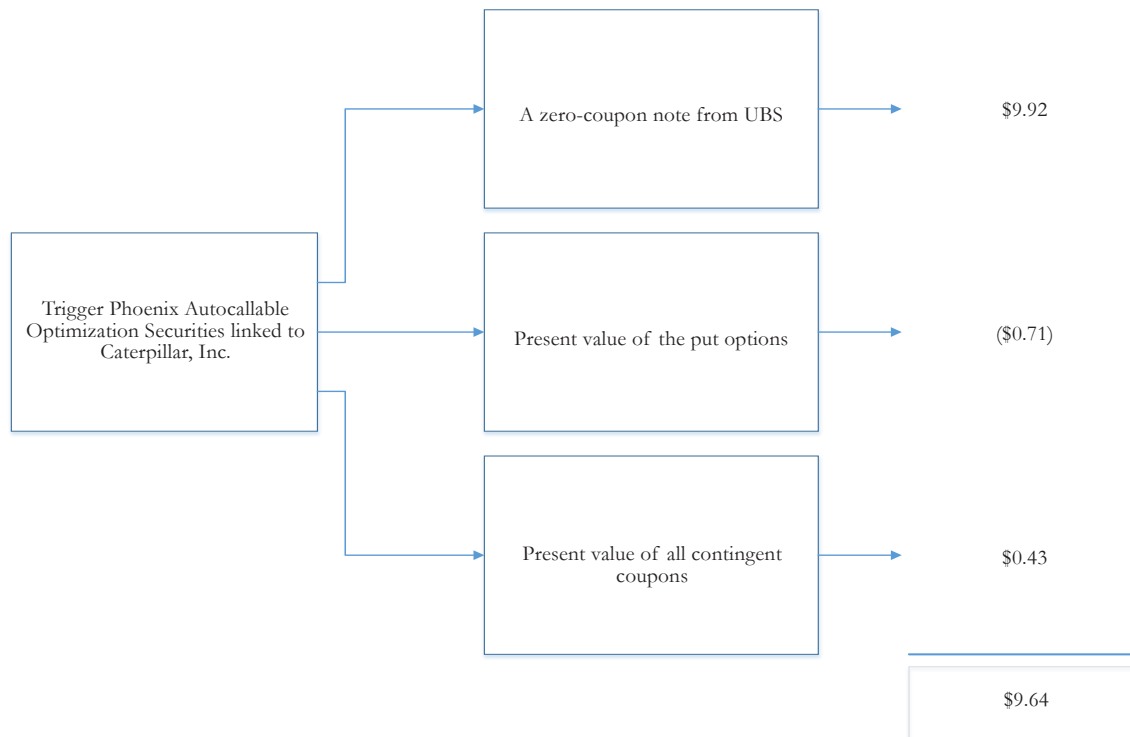 A zero-coupon note from UBS
$9.92
Trigger Phoenix Autocallable
Optimization Securities linked to
Caterpillar, Inc.
Present value of the put options
($0.71)
Present value of all contingent
coupons
$0.43
$9.64